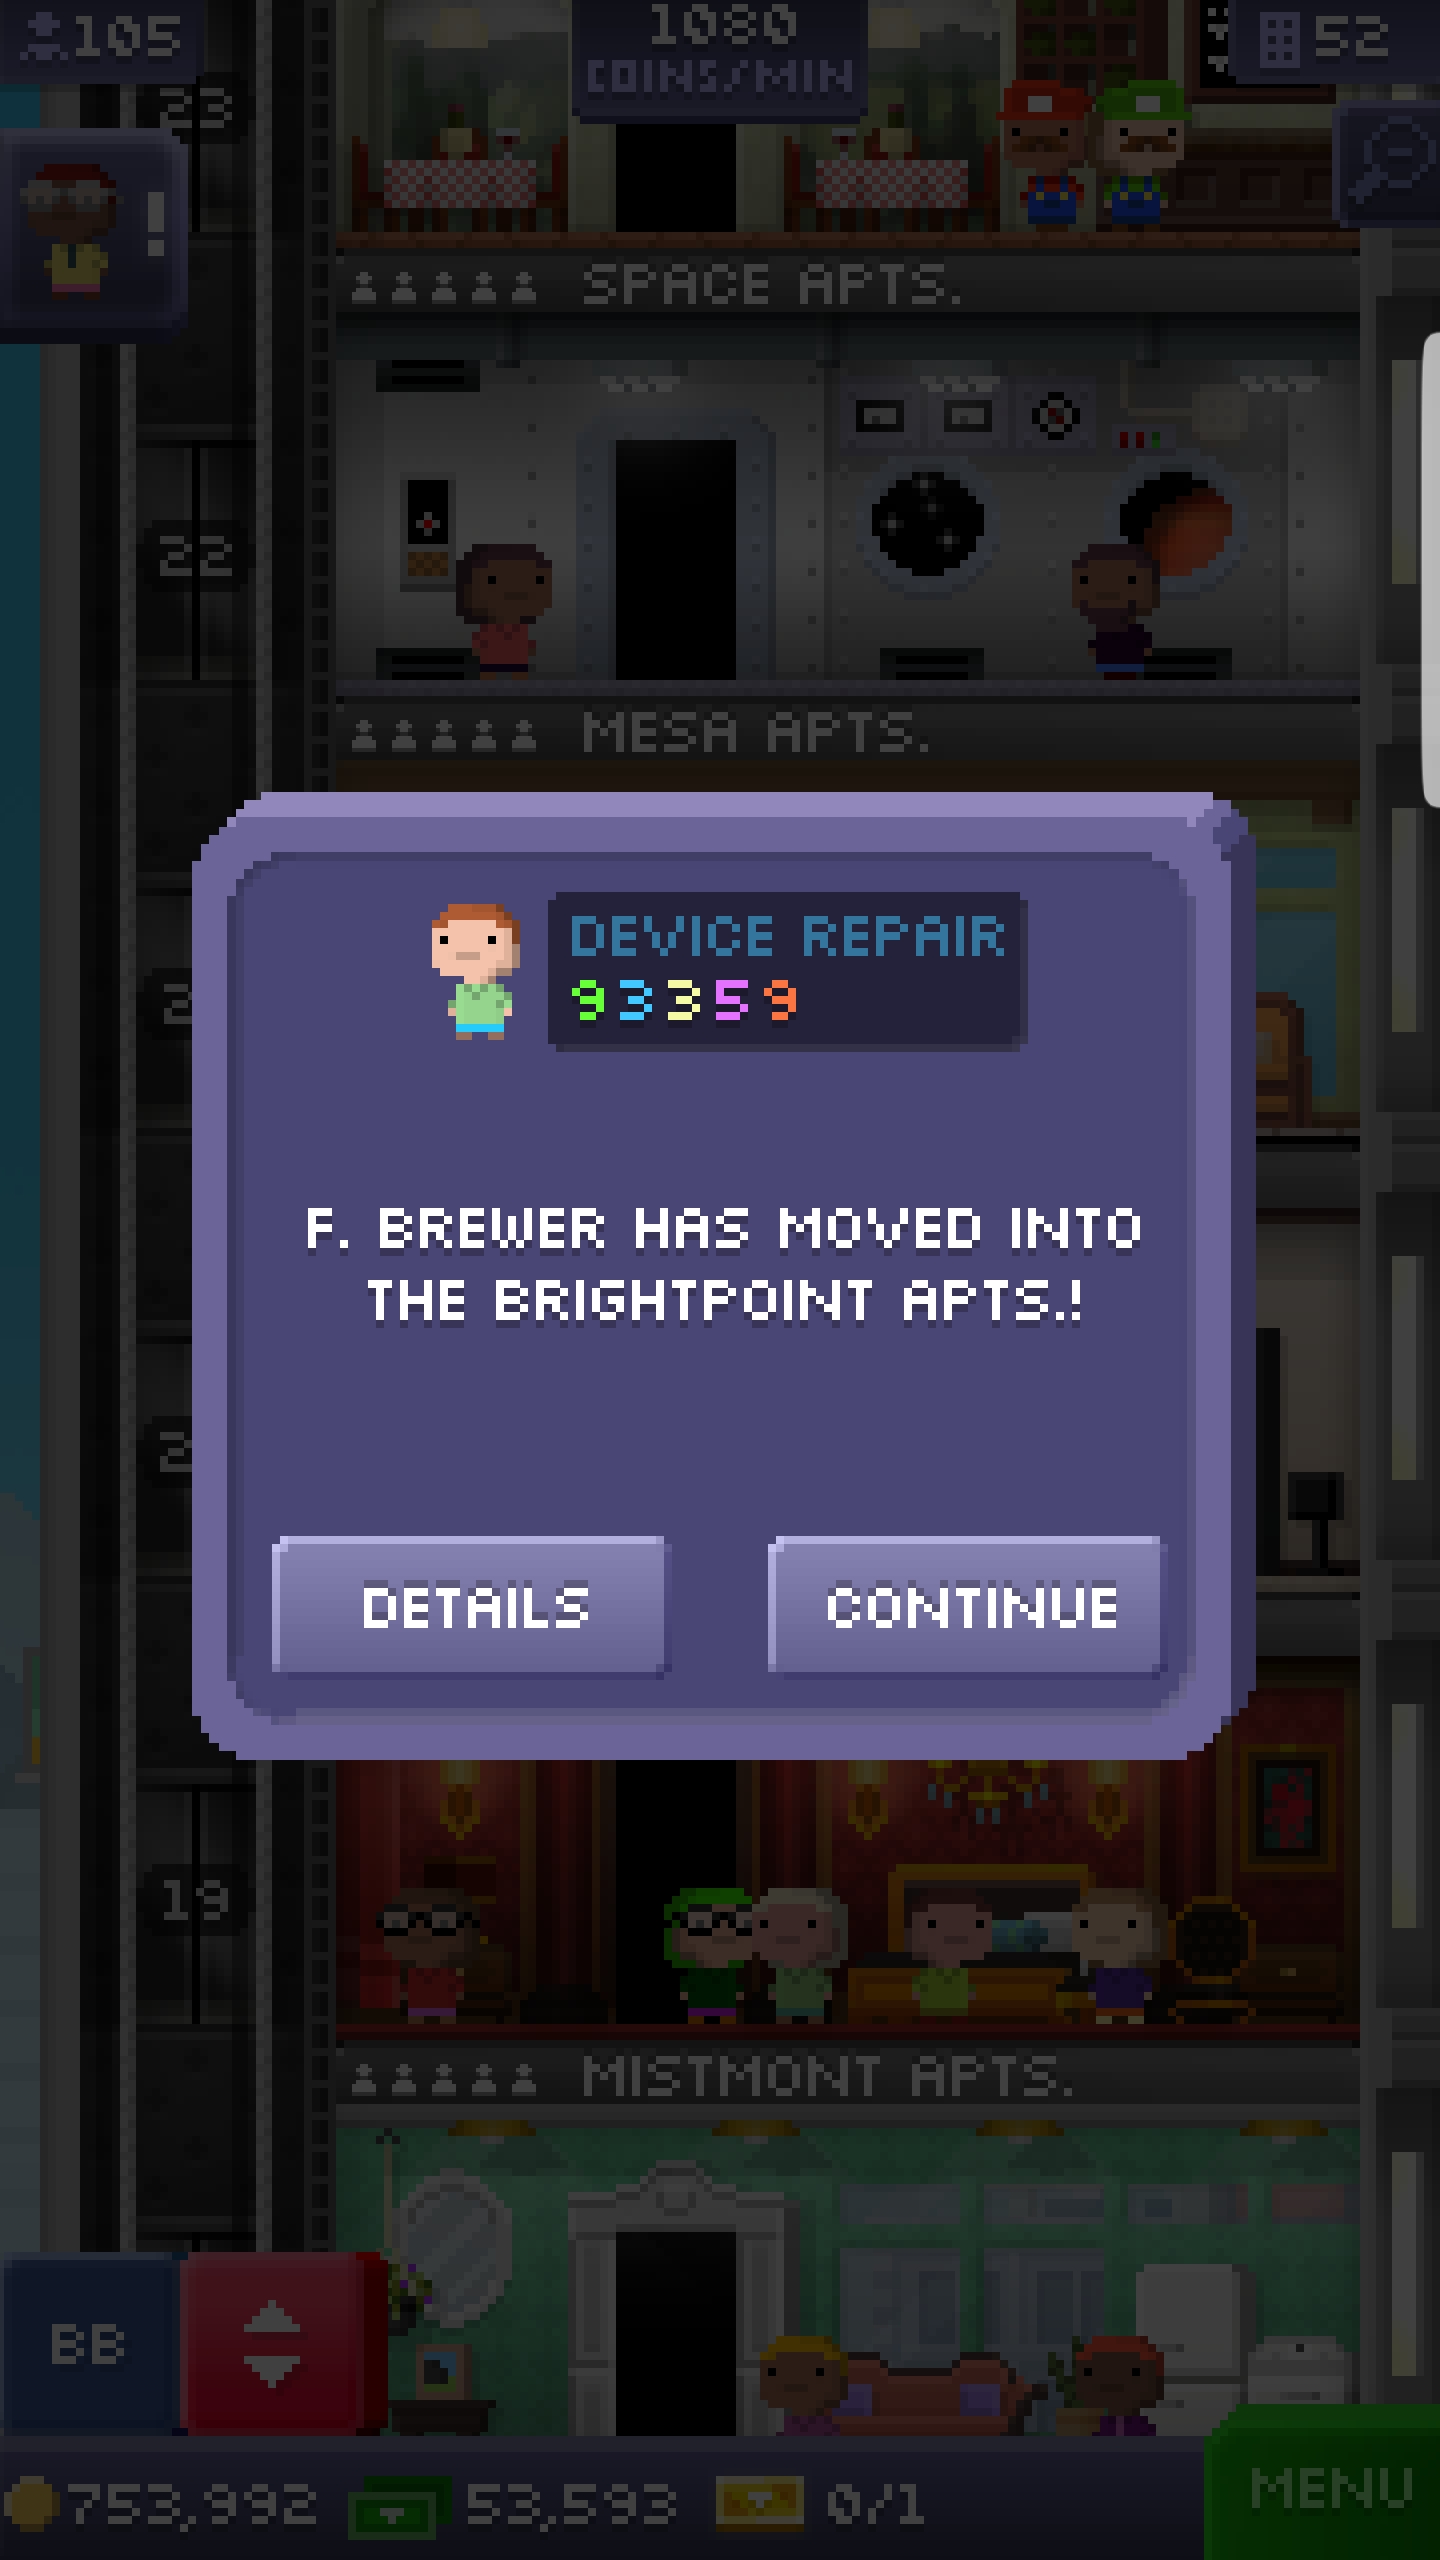 105
1080
COINS/MIN
52
23
!
SPACE APTS.
22
MESA APTS.
DEVICE REPAIR
93359
F. BREWER HAS MOVED INTO
THE BRIGHTPOINT APTS.!
DETAILS
CONTINUE
19
MISTMONT APTS.
BB
753,992
53,593
0/1
MENU